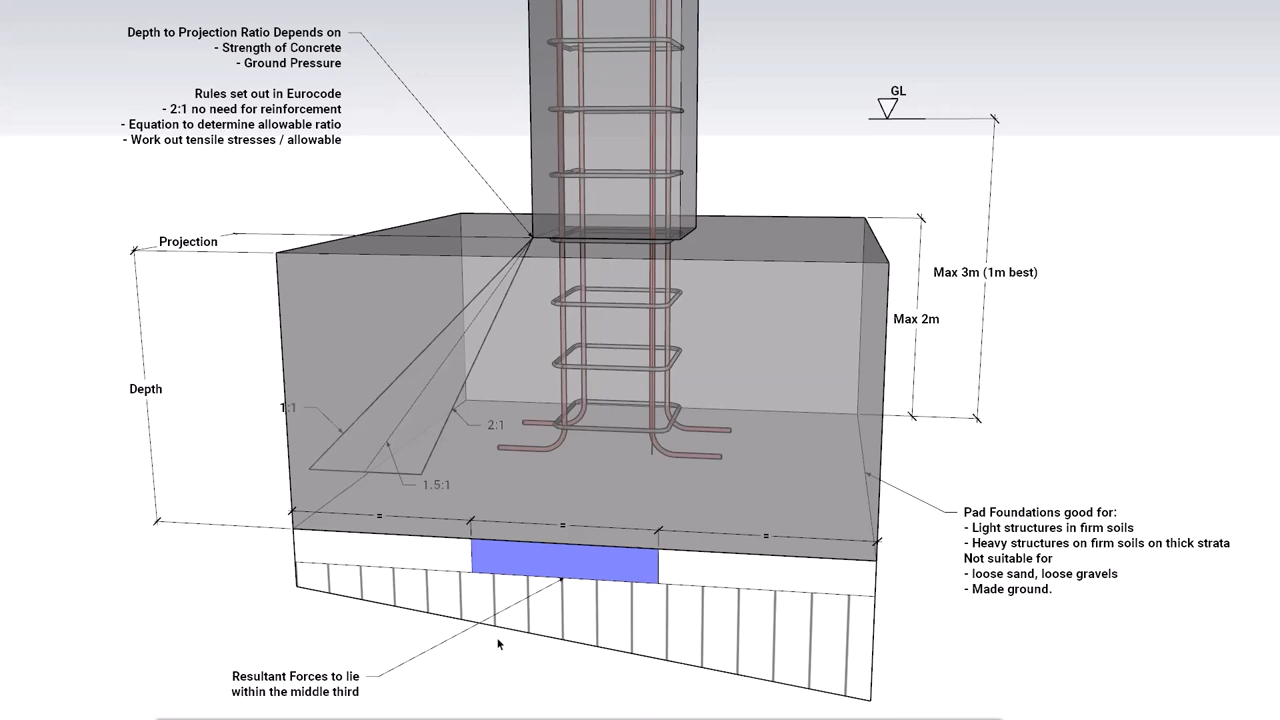 Depth to Projection Ratio Depends on
- Strength of Concrete
- Ground Pressure
Rules set out in Eurocode
- 2:1 no need for reinforcement
- Equation to determine allowable ratio
- Work out tensile stresses / allowable
GL
Projection
Max 3m (1m best)
Max 2m
Depth
1:1
2:1
1.5:1
=
=
=
Pad Foundations good for:
- Light structures in firm soils
- Heavy structures on firm soils on thick strata
Not suitable for
- loose sand, loose gravels
- Made ground.
Resultant Forces to lie
within the middle third